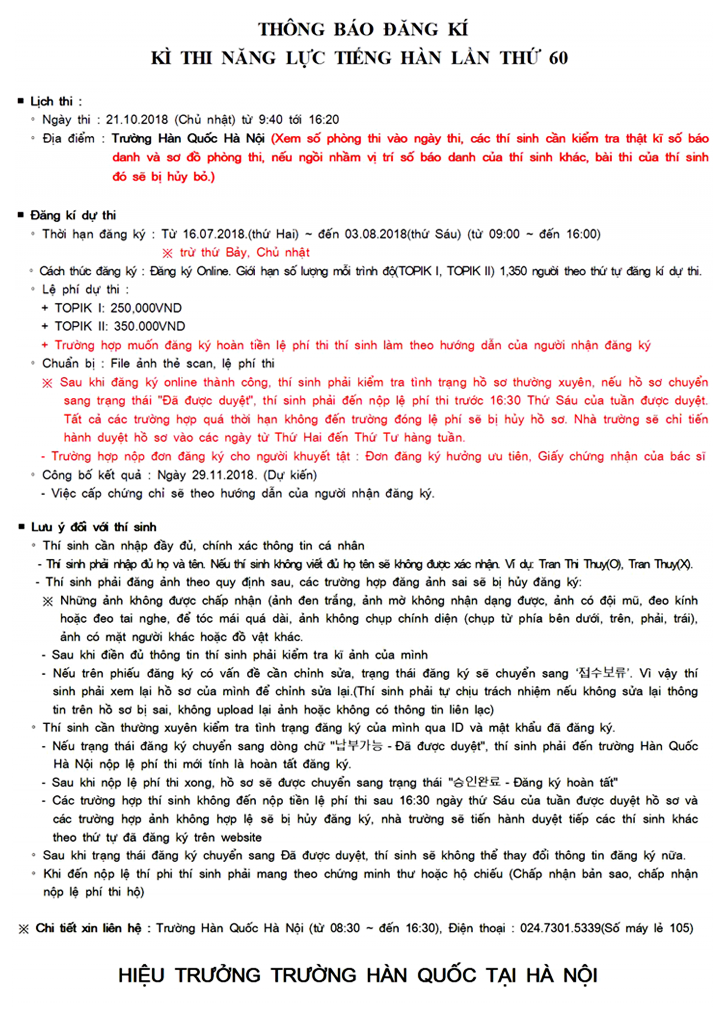 THÔNG BÁO ĐĂNG KÍ
KÌ THI NĂNG LỰC TIẾNG HÀN LẦN THỨ 60
■ Lịch thi :
◦ Ngày thi : 21.10.2018 (Chủ nhật) từ 9:40 tới 16:20
◦ Địa điểm : Trường Hàn Quốc Hà Nội (Xem số phòng thi vào ngày thi, các thí sinh cần kiểm tra thật kĩ số báo
danh và sơ đồ phòng thi, nếu ngồi nhầm vị trí số báo danh của thí sinh khác, bài thi của thí sinh
đó sẽ bị hủy bỏ.)
■ Đăng kí dự thi
◦ Thời hạn đăng ký : Từ 16.07.2018.(thứ Hai) ~ đến 03.08.2018(thứ Sáu) (từ 09:00 ~ đến 16:00)
※ trừ thứ Bảy, Chủ nhật
◦ Cách thức đăng ký : Đăng ký Online. Giới hạn số lượng mỗi trình độ(TOPIK I, TOPIK II) 1,350 người theo thứ tự đăng kí dự thi.
◦ Lệ phí dự thi :
+ TOPIK I: 250,000VND
+ TOPIK II: 350.000VND
+ Trường hợp muốn đăng ký hoàn tiền lệ phí thi thí sinh làm theo hướng dẫn của người nhận đăng ký
◦ Chuẩn bị : File ảnh thẻ scan, lệ phí thi
※ Sau khi đăng ký online thành công, thí sinh phải kiểm tra tình trạng hồ sơ thường xuyên, nếu hồ sơ chuyển
sang trạng thái "Đã được duyệt", thí sinh phải đến nộp lệ phí thi trước 16:30 Thứ Sáu của tuần được duyệt.
Tất cả các trường hợp quá thời hạn không đến trường đóng lệ phí sẽ bị hủy hồ sơ. Nhà trường sẽ chỉ tiến
hành duyệt hồ sơ vào các ngày từ Thứ Hai đến Thứ Tư hàng tuần.
- Trường hợp nộp đơn đăng ký cho người khuyết tật : Đơn đăng ký hưởng ưu tiên, Giấy chứng nhận của bác sĩ
◦ Công bố kết quả : Ngày 29.11.2018. (Dự kiến)
- Việc cấp chứng chỉ sẽ theo hướng dẫn của người nhận đăng ký.
■ Lưu ý đối với thí sinh
◦ Thí sinh cần nhập đầy đủ, chính xác thông tin cá nhân
- Thí sinh phải nhập đủ họ và tên. Nếu thí sinh không viết đủ họ tên sẽ không được xác nhận. Ví dụ: Tran Thi Thuy(O), Tran Thuy(X).
- Thí sinh phải đăng ảnh theo quy định sau, các trường hợp đăng ảnh sai sẽ bị hủy đăng ký:
※ Những ảnh không được chấp nhận (ảnh đen trắng, ảnh mờ không nhận dạng được, ảnh có đội mũ, đeo kính
hoặc đeo tai nghe, để tóc mái quá dài, ảnh không chụp chính diện (chụp từ phía bên dưới, trên, phải, trái),
ảnh có mặt người khác hoặc đồ vật khác.
- Sau khi điền đủ thông tin thí sinh phải kiểm tra kĩ ảnh của mình
- Nếu trên phiếu đăng ký có vấn đề cần chỉnh sửa, trạng thái đăng ký sẽ chuyển sang ‘접수보류’. Vì vậy thí
sinh phải xem lại hồ sơ của mình để chỉnh sửa lại.(Thí sinh phải tự chịu trách nhiệm nếu không sửa lại thông
tin trên hồ sơ bị sai, không upload lại ảnh hoặc không có thông tin liên lạc)
◦ Thí sinh cần thường xuyên kiểm tra tình trạng đăng ký của mình qua ID và mật khẩu đã đăng ký.
- Nếu trạng thái đăng ký chuyển sang dòng chữ "납부가능 - Đã được duyệt", thí sinh phải đến trường Hàn Quốc
Hà Nội nộp lệ phí thi mới tính là hoàn tất đăng ký.
- Sau khi nộp lệ phí thi xong, hồ sơ sẽ được chuyển sang trạng thái "승인완료 - Đăng ký hoàn tất"
- Các trường hợp thí sinh không đến nộp tiền lệ phí thi sau 16:30 ngày thứ Sáu của tuần được duyệt hồ sơ và
các trường hợp ảnh không hợp lệ sẽ bị hủy đăng ký, nhà trường sẽ tiến hành duyệt tiếp các thí sinh khác
theo thứ tự đã đăng ký trên website
◦ Sau khi trạng thái đăng ký chuyển sang Đã được duyệt, thí sinh sẽ không thể thay đổi thông tin đăng ký nữa.
◦ Khi đến nộp lệ thí phi thí sinh phải mang theo chứng minh thư hoặc hộ chiếu (Chấp nhận bản sao, chấp nhận
nộp lệ phí thi hộ)
※ Chi tiết xin liên hệ : Trường Hàn Quốc Hà Nội (từ 08:30 ~ đến 16:30), Điện thoại : 024.7301.5339(Số máy lẻ 105)
HIỆU TRƯỞNG TRƯỜNG HÀN QUỐC TẠI HÀ NỘI